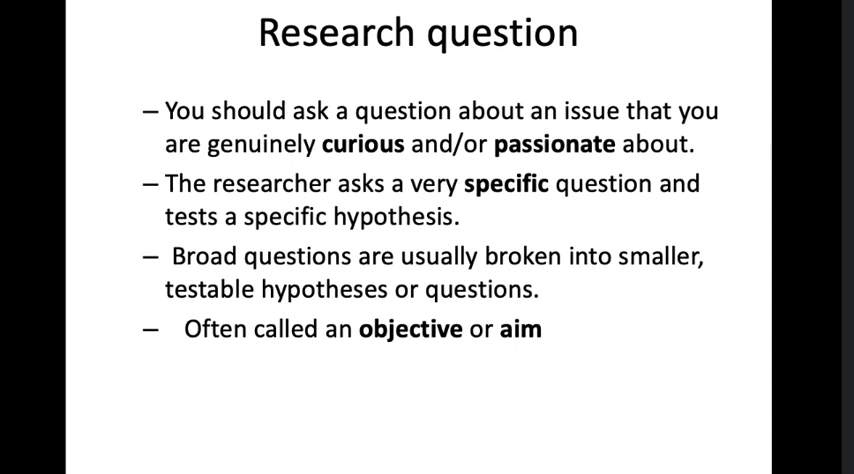 Research question
– You should ask a question about an issue that you
are genuinely curious and/or passionate about.
– The researcher asks a very specific question and
tests a specific hypothesis.
– Broad questions are usually broken into smaller,
testable hypotheses or questions.
– Often called an objective or aim